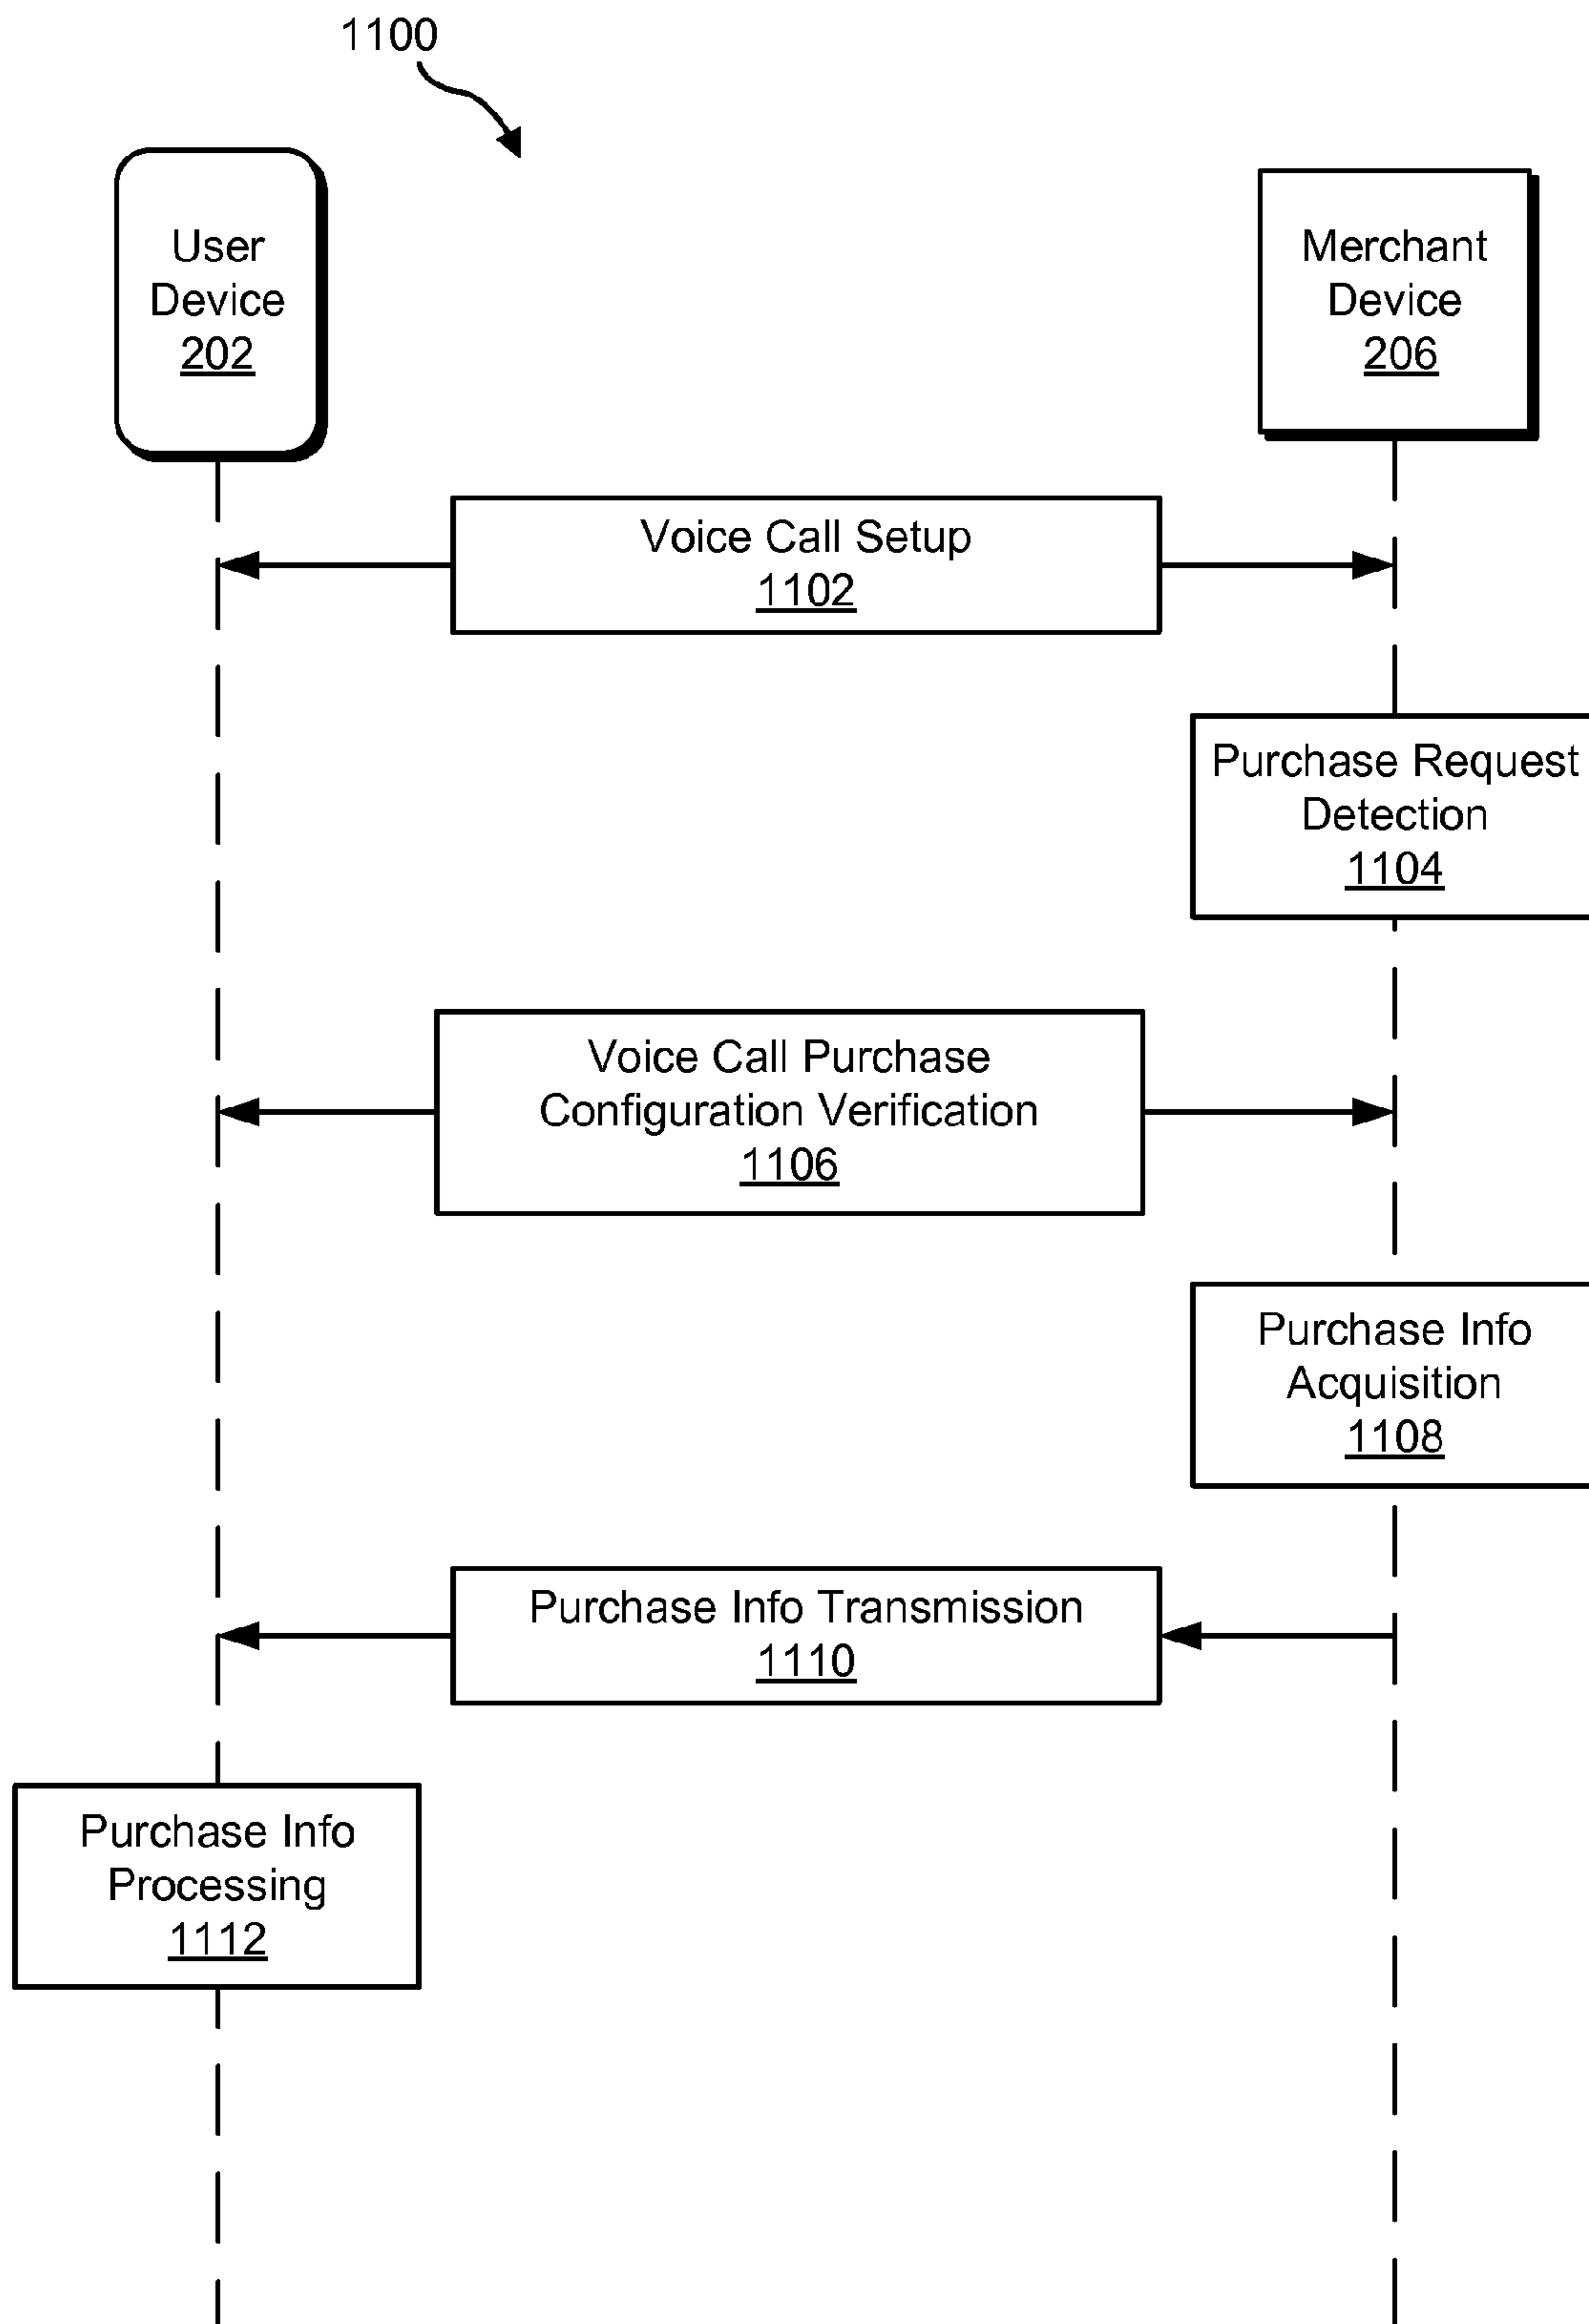 1100
User
Device
202
Merchant
Device
206
Voice Call Setup
1102
Purchase Request
Detection
1104
Voice Call Purchase
Configuration Verification
1106
Purchase Info
Acquisition
1108
Purchase Info Transmission
1110
Purchase Info
Processing
1112